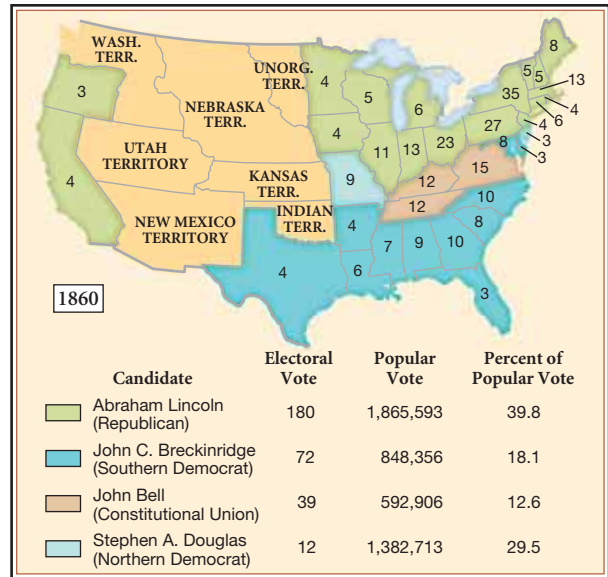 WASH.
TERR.
UNORG.
TERR.
NEBRASKA
TERR.
UTAH
TERRITORY
KANSAS
TERR.
NEW MEXICO
TERRITORY
INDIAN
TERR.
3
4
4
4
5
6
11
13
23
27
35
5
5
8
13
4
6
4
3
3
8
9
12
15
12
10
8
4
7
9
10
6
4
3
1860
Candidate Electoral Vote Popular Vote Percent of Popular Vote
Abraham Lincoln
(Republican) 180 1,865,593 39.8
John C. Breckinridge
(Southern Democrat) 72 848,356 18.1
John Bell
(Constitutional Union) 39 592,906 12.6
Stephen A. Douglas
(Northern Democrat) 12 1,382,713 29.5